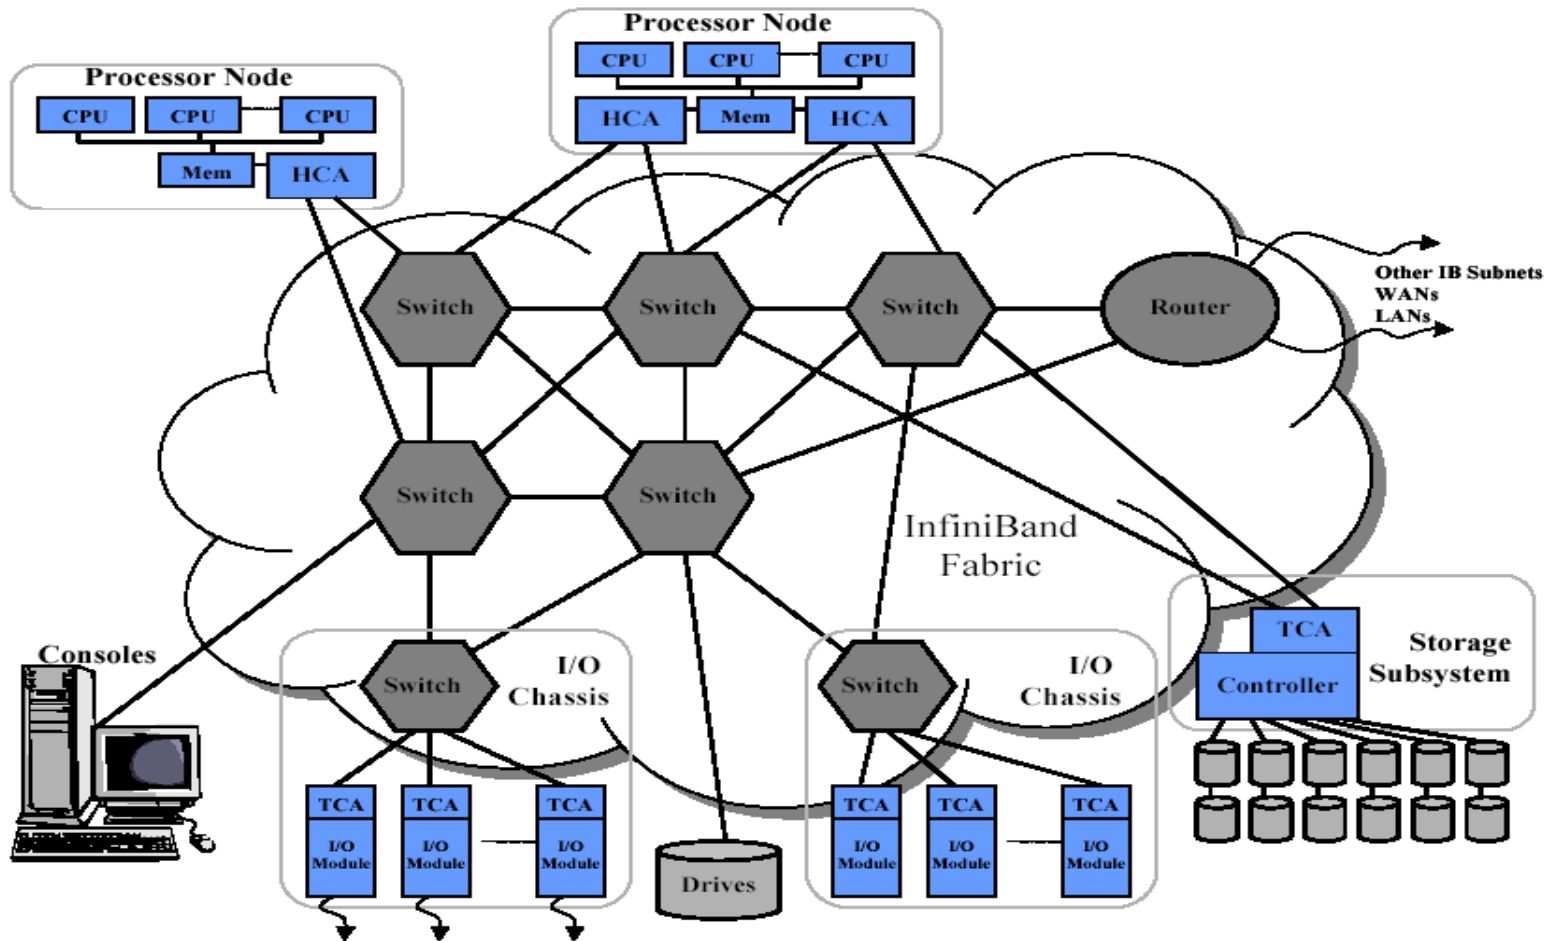 Processor Node
CPU
CPU
CPU
HCA
Mem
HCA
Processor Node
CPU
CPU
CPU
Mem
HCA
Switch
Switch
Switch
Router
Other IB Subnets
WANs
LANs
Switch
Switch
InfiniBand
Fabric
Consoles
Switch
I/O
Chassis
Switch
I/O
Chassis
TCA
Controller
Storage
Subsystem
TCA
I/O
Module
TCA
I/O
Module
TCA
I/O
Module
Drives
TCA
I/O
Module
TCA
I/O
Module
TCA
I/O
Module